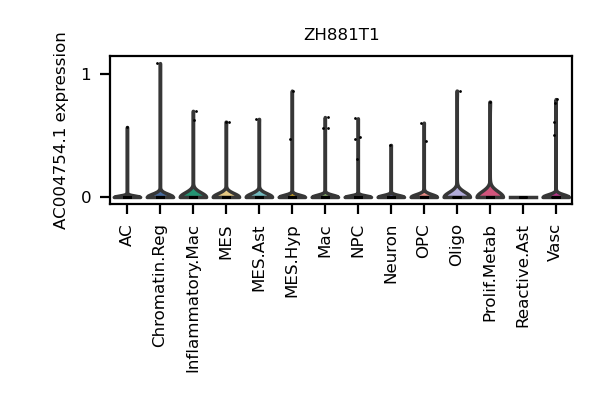 ZH881T1
AC004754.1 expression
1
0
AC
Chromatin.Reg
Inflammatory.Mac
MES
MES.Ast
MES.Hyp
Mac
NPC
Neuron
OPC
Oligo
Prolif.Metab
Reactive.Ast
Vasc